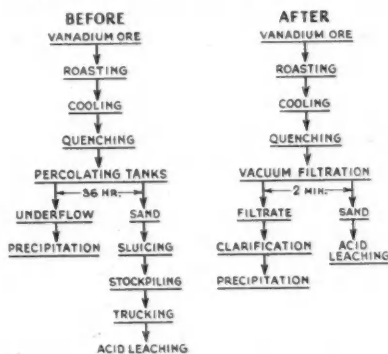 BEFORE
VANADIUM ORE
ROASTING
COOLING
QUENCHING
PERCOLATING TANKS
36 HR.
UNDERFLOW
SAND
PRECIPITATION
SLUICING
STOCKPILING
TRUCKING
ACID LEACHING
AFTER
VANADIUM ORE
ROASTING
COOLING
QUENCHING
VACUUM FILTRATION
2 MIN.
FILTRATE
SAND
CLARIFICATION
ACID
LEACHING
PRECIPITATION